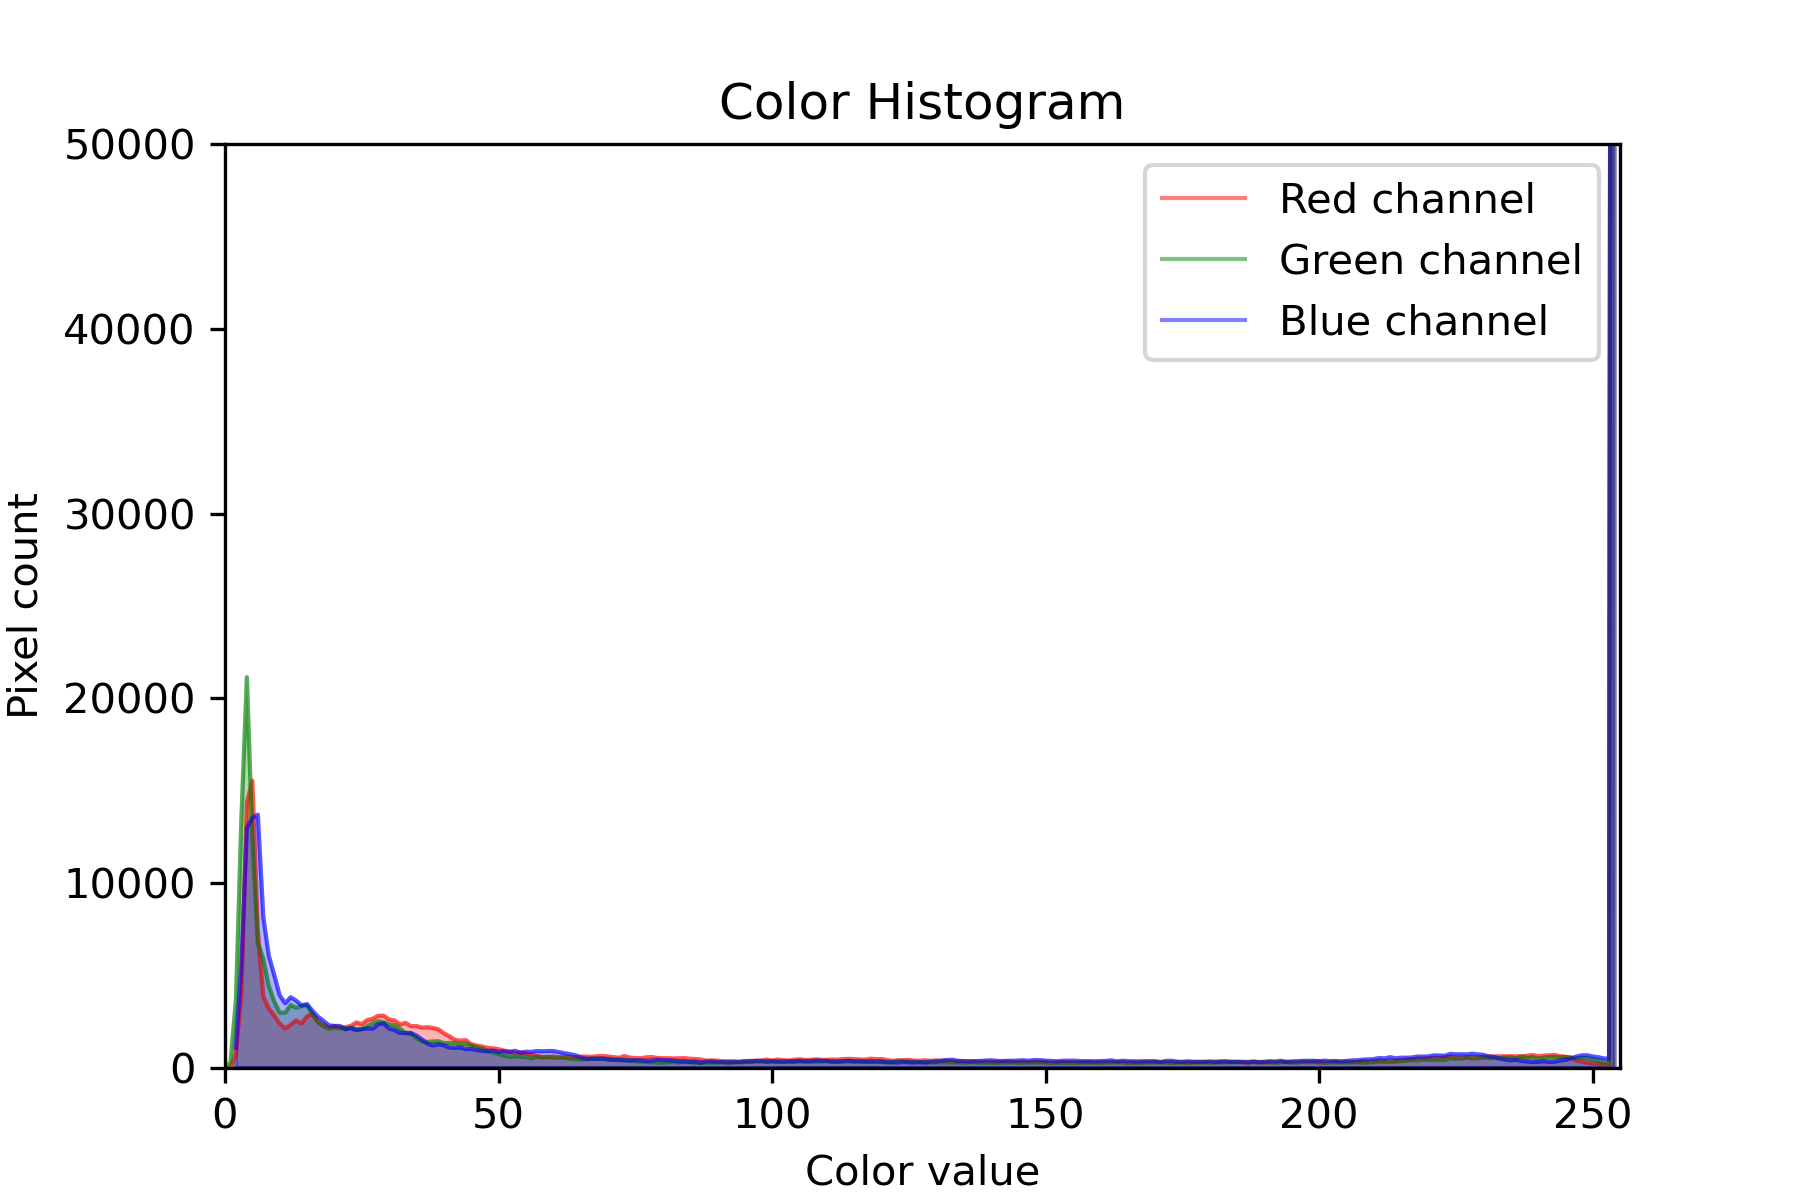 Color Histogram
50000
40000
30000
20000
10000
0
Pixel count
Red channel
Green channel
Blue channel
0 50 100 150 200 250
Color value